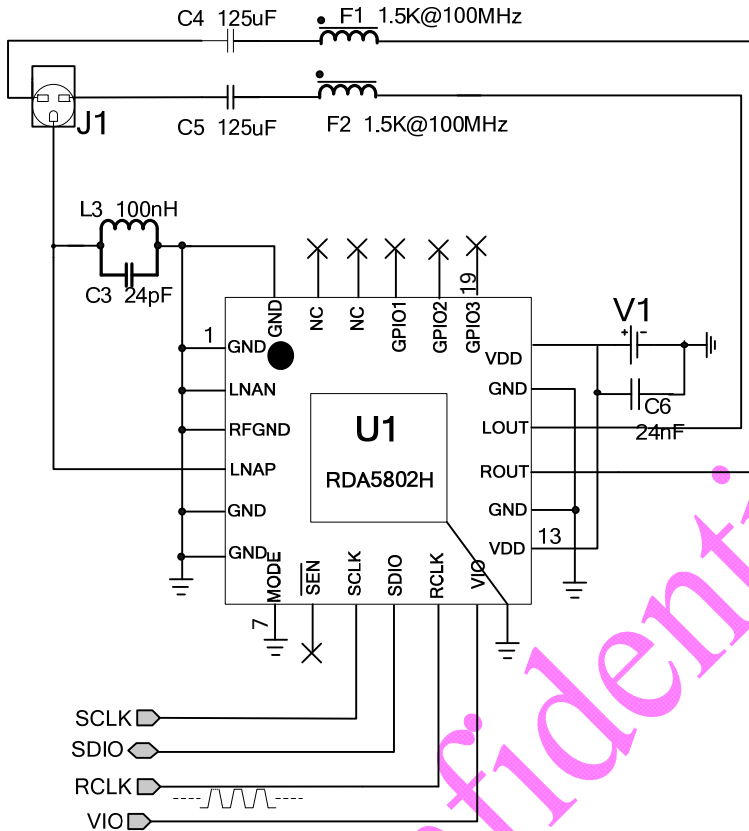 C4 125uF
F1 1.5K@100MHz
J1
C5 125uF
F2 1.5K@100MHz
L3 100nH
C3 24pF
GND
NC
NC
GPIO1
GPIO2
GPIO3
19
V1
+ -
1
GND
LNAN
RFGND
LNAP
GND
GND
U1
RDA5802H
VDD
GND
LOUT
ROUT
GND
VDD
13
C6
24nF
7
MODE
SEN
SCLK
SDIO
RCLK
VIO
SCLK
SDIO
RCLK
VIO